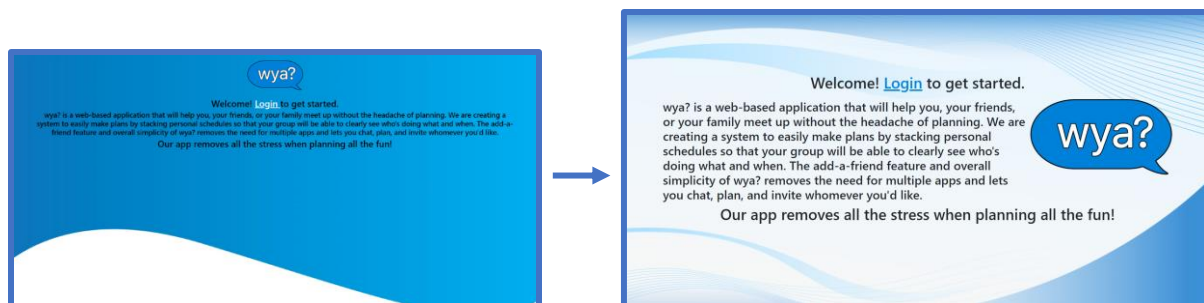 wya?
Welcome! Login to get started.
wya? is a web-based application that will help you, your friends, or your family meet up without the headache of planning. We are creating a
system to easily make plans by stacking personal schedules so that your group will be able to clearly see who's doing what and when. The add-a-
friend feature and overall simplicity of wya? removes the need for multiple apps and lets you chat, plan, and invite whomever you'd like.
Our app removes all the stress when planning all the fun!
Welcome! Login to get started.
wya? is a web-based application that will help you, your friends,
or your family meet up without the headache of planning. We are
creating a system to easily make plans by stacking personal
schedules so that your group will be able to clearly see who's
doing what and when. The add-a-friend feature and overall
simplicity of wya? removes the need for multiple apps and lets
you chat, plan, and invite whomever you'd like.
wya?
Our app removes all the stress when planning all the fun!